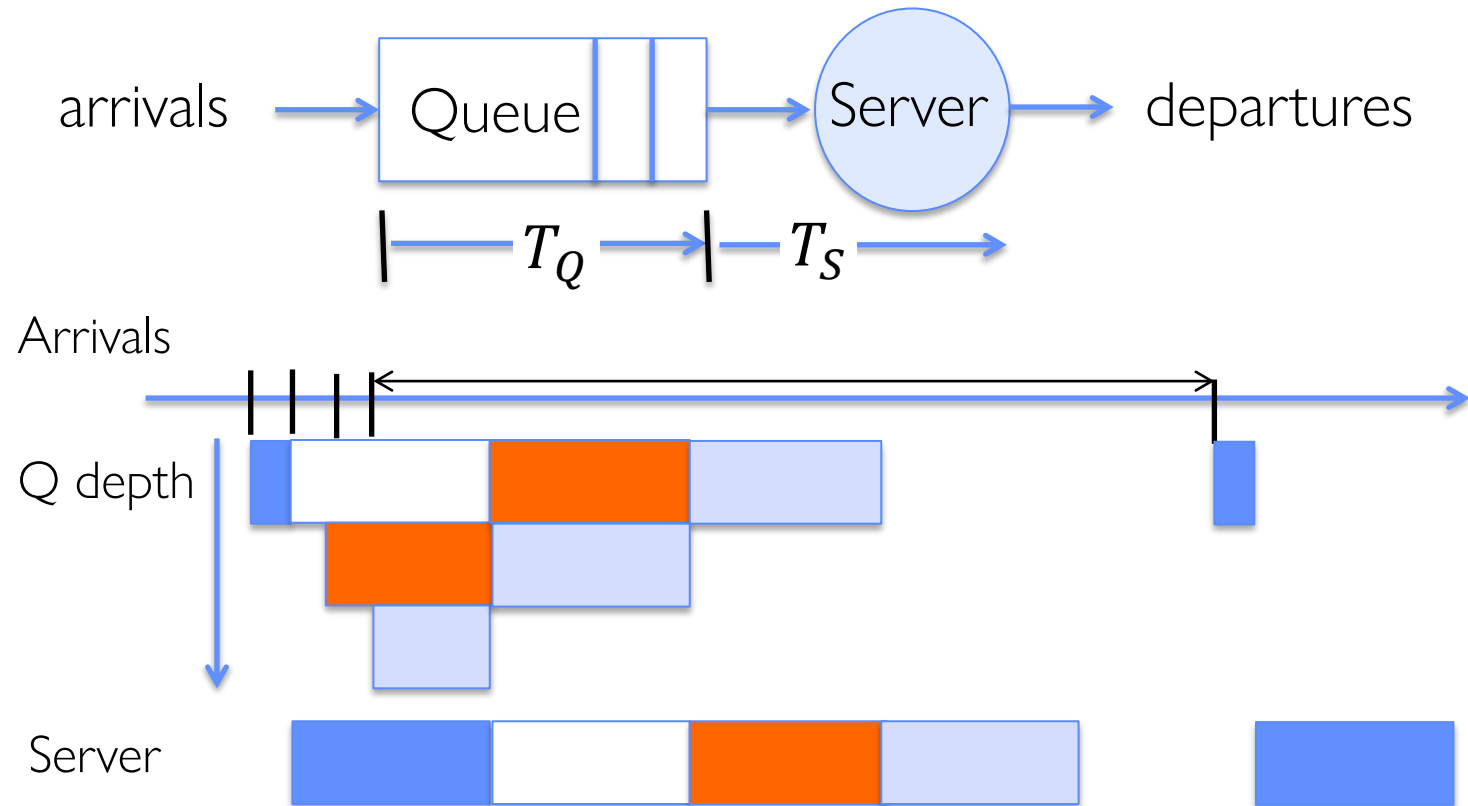 arrivals Queue Server departures
T_Q T_S
Arrivals
Q depth
Server